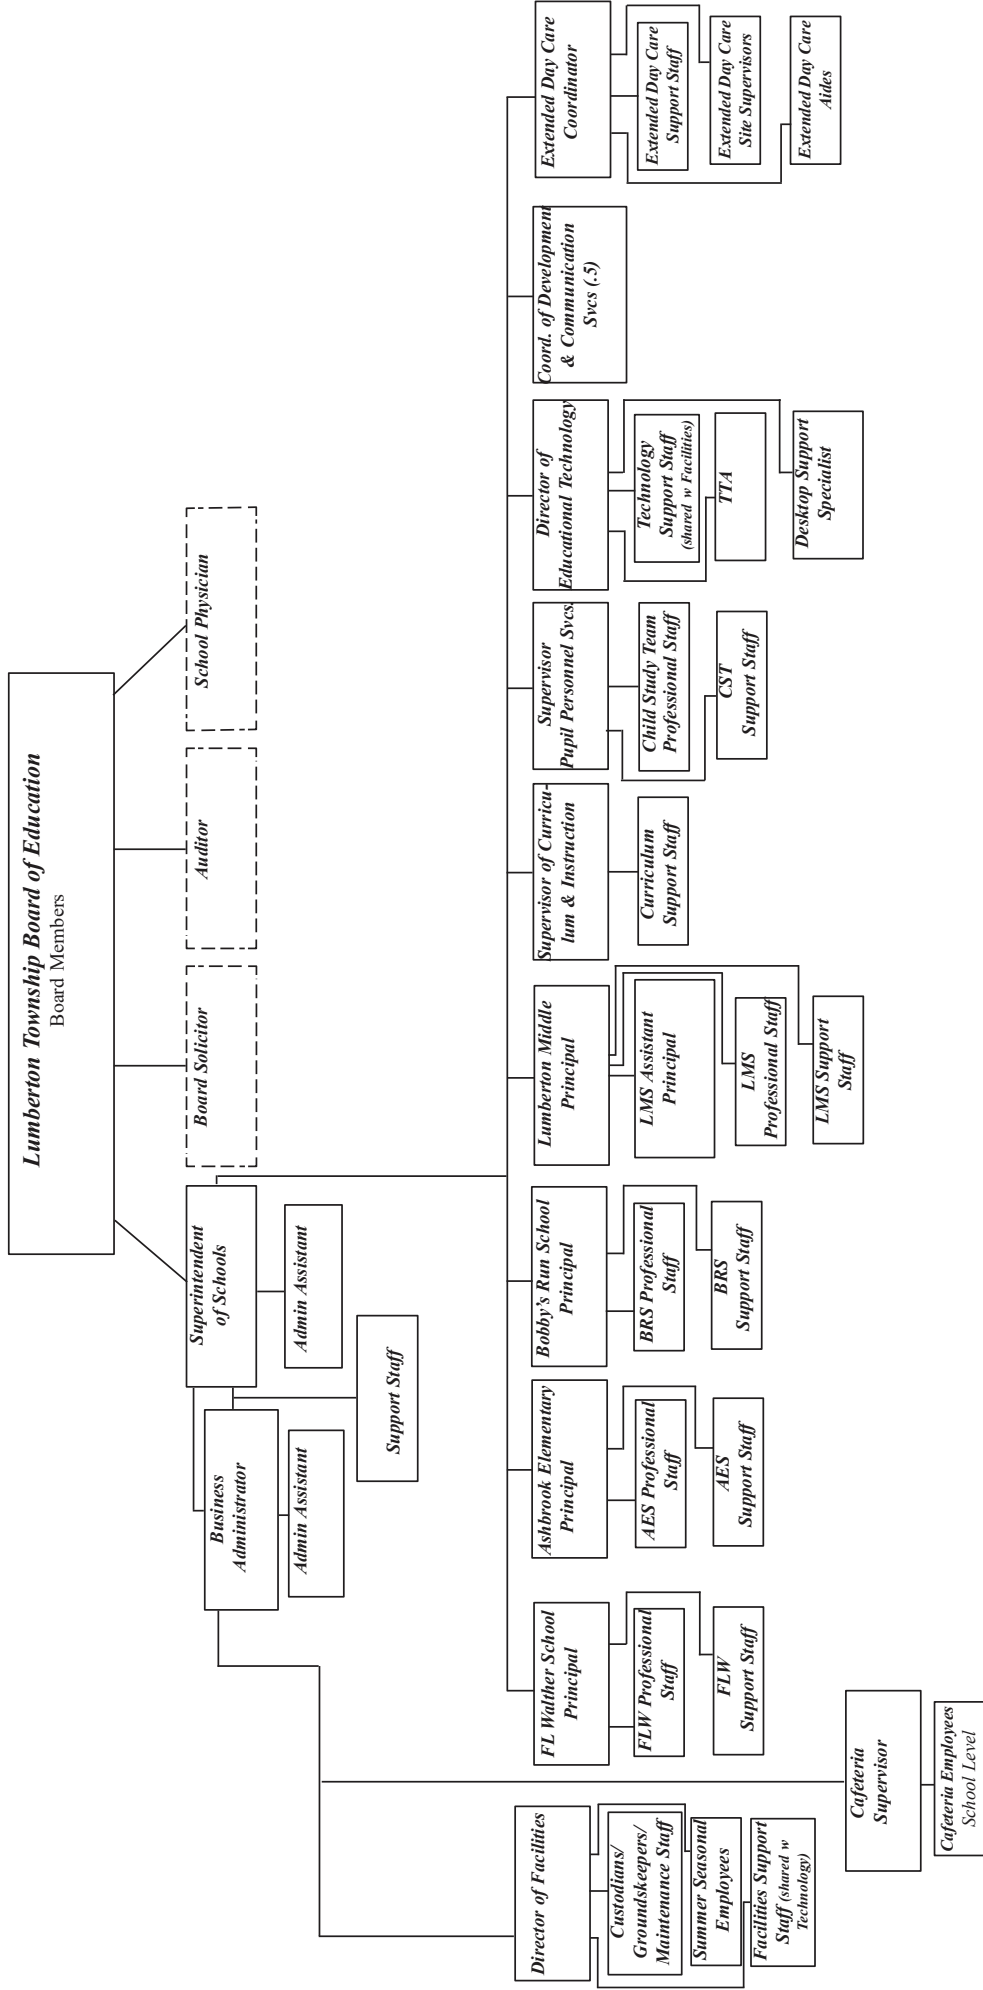 Lumberton Township Board of Education
Board Members
Superintendent
of Schools
Board Solicitor
Auditor
School Physician
Business
Administrator
Admin Assistant
Admin Assistant
Support Staff
Director of Facilities
Custodians/
Groundskeepers/
Maintenance Staff
Summer Seasonal
Employees
Facilities Support
Staff (shared w
Technology)
Cafeteria
Supervisor
Cafeteria Employees
School Level
FL Walther School
Principal
FLW Professional
Staff
FLW
Support Staff
Ashbrook Elementary
Principal
AES Professional
Staff
AES
Support Staff
Bobby's Run School
Principal
BRS Professional
Staff
BRS
Support Staff
Lumberton Middle
Principal
LMS Assistant
Principal
LMS
Professional Staff
LMS Support
Staff
Supervisor of Curricu-
lum & Instruction
Curriculum
Support Staff
Supervisor
Pupil Personnel Svcs.
Child Study Team
Professional Staff
CST
Support Staff
Director of
Educational Technology
Technology
Support Staff
(shared w Facilities)
TTA
Desktop Support
Specialist
Coord. of Development
& Communication
Svcs (.5)
Extended Day Care
Coordinator
Extended Day Care
Support Staff
Extended Day Care
Site Supervisors
Extended Day Care
Aides